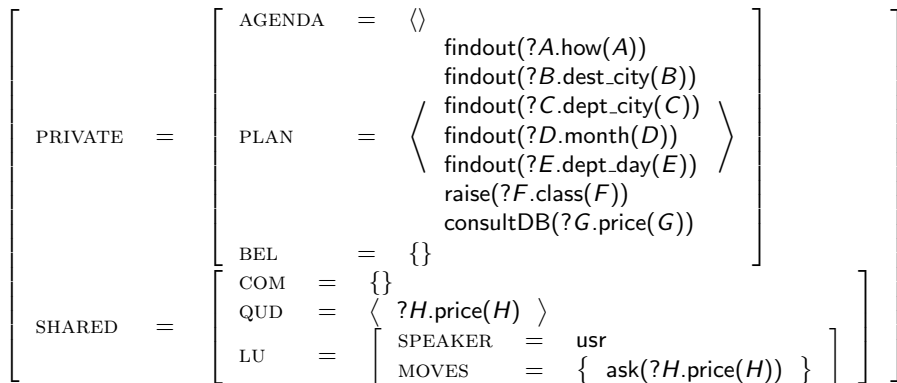 AGENDA = ⟨⟩
findout(?A.how(A))
findout(?B.dest_city(B))
findout(?C.dept_city(C))
PRIVATE = PLAN = ⟨ findout(?D.month(D)) ⟩
findout(?E.dept_day(E))
raise(?F.class(F))
consultDB(?G.price(G))
BEL = {}
COM = {}
QUD = ⟨ ?H.price(H) ⟩
SHARED =
LU = SPEAKER = usr
MOVES = { ask(?H.price(H)) }